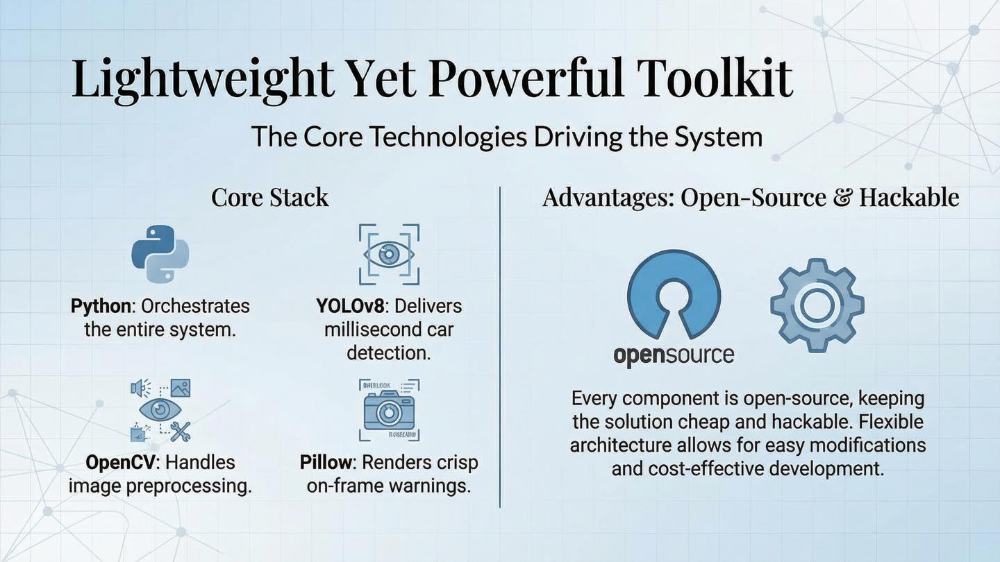 Lightweight Yet Powerful Toolkit
The Core Technologies Driving the System
Core Stack
Python: Orchestrates
the entire system.
YOLOv8: Delivers
millisecond car
detection.
OpenCV: Handles
image preprocessing.
Pillow: Renders crisp
on-frame warnings.
Advantages: Open-Source & Hackable
opensource
Every component is open-source, keeping
the solution cheap and hackable. Flexible
architecture allows for easy modifications
and cost-effective development.